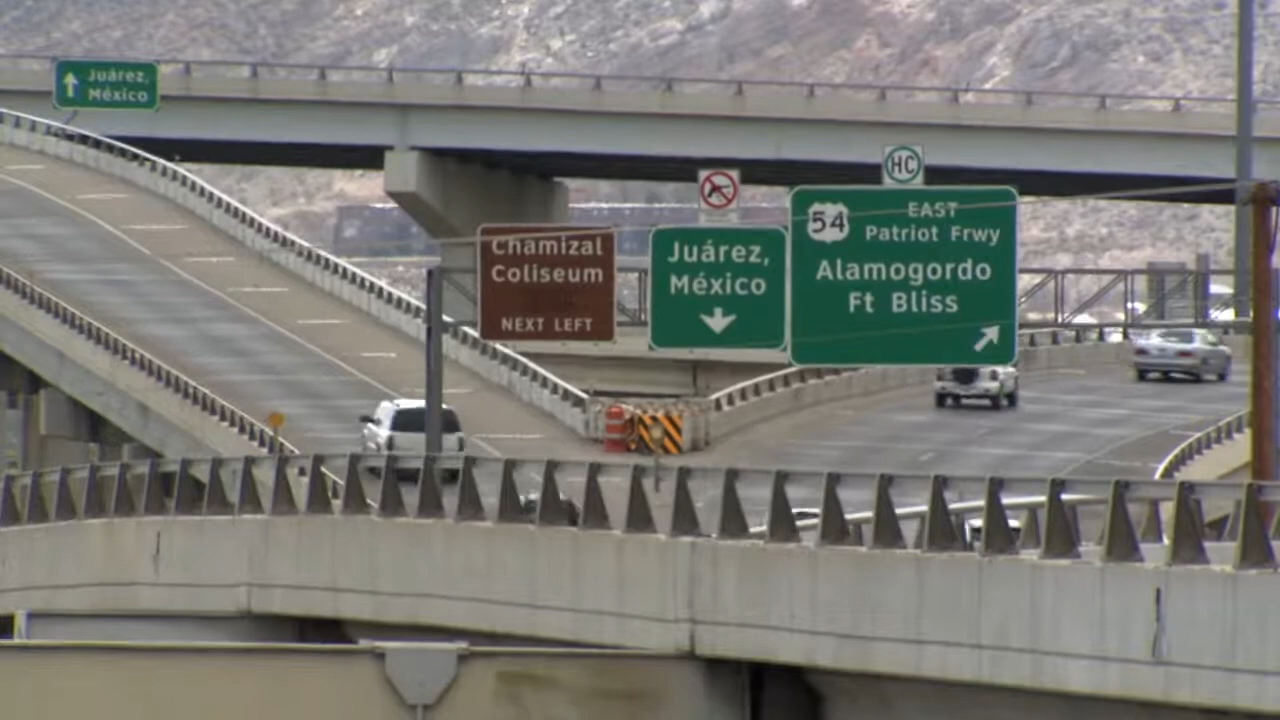 Juárez,
México
Chamizal
Coliseum
NEXT LEFT
Juárez,
México
HC
54
EAST
Patriot Frwy
Alamogordo
Ft Bliss